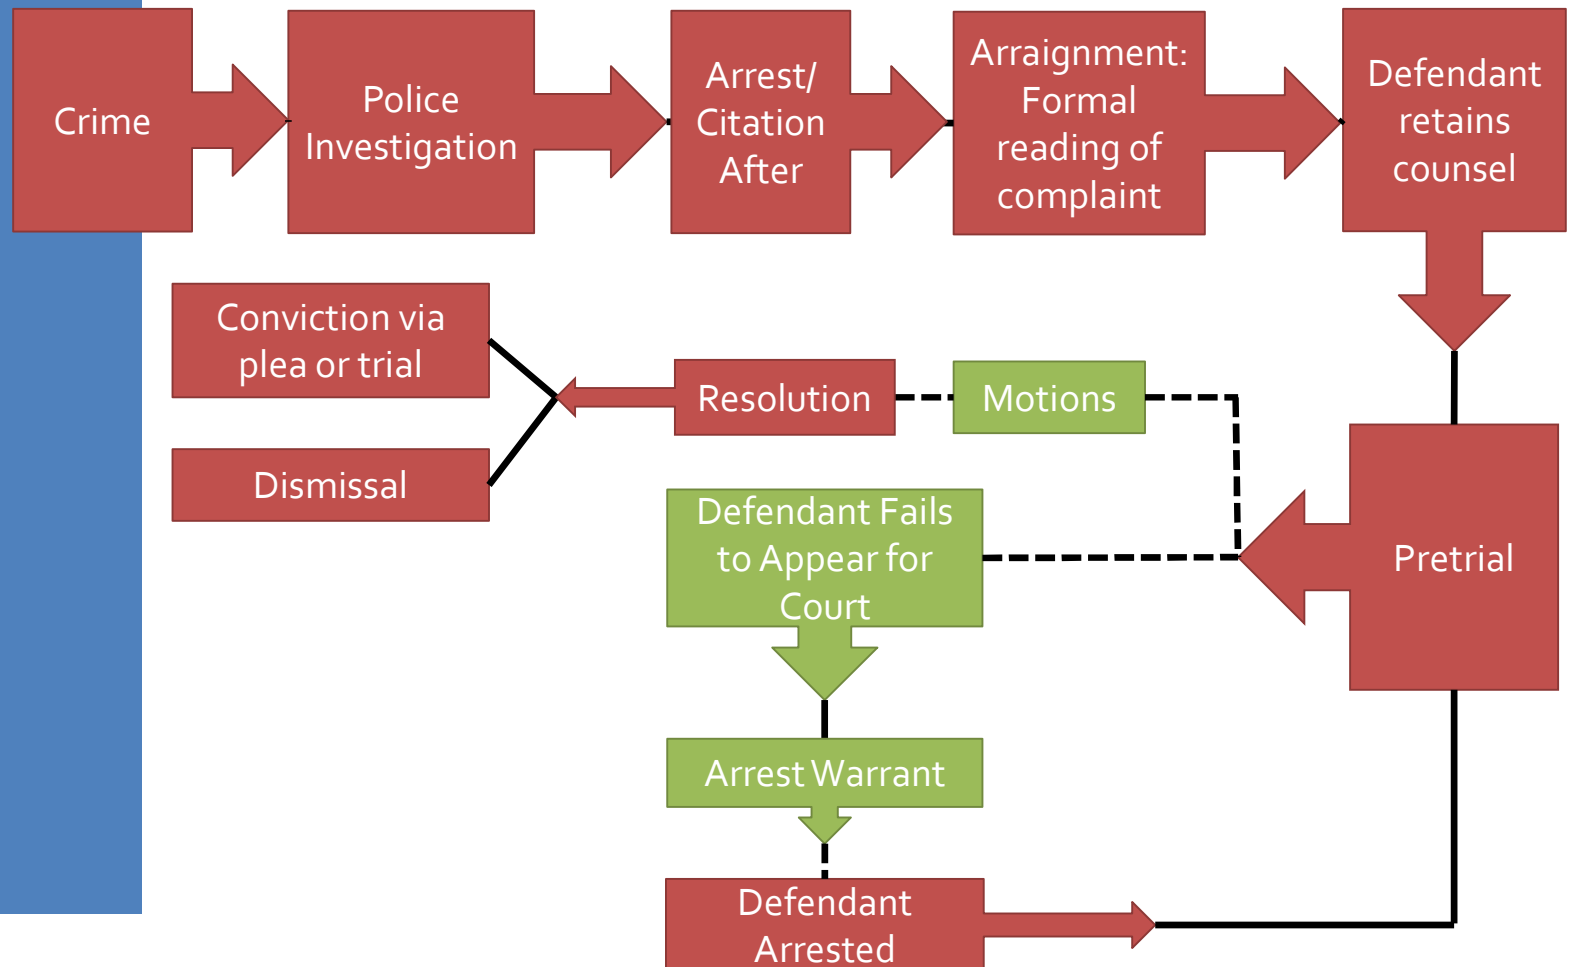 Crime
Police
Investigation
Arrest/
Citation
After
Arraignment:
Formal
reading of
complaint
Defendant
retains
counsel
Conviction via
plea or trial
Resolution
Motions
Dismissal
Defendant Fails
to Appear for
Court
Pretrial
Arrest Warrant
Defendant
Arrested